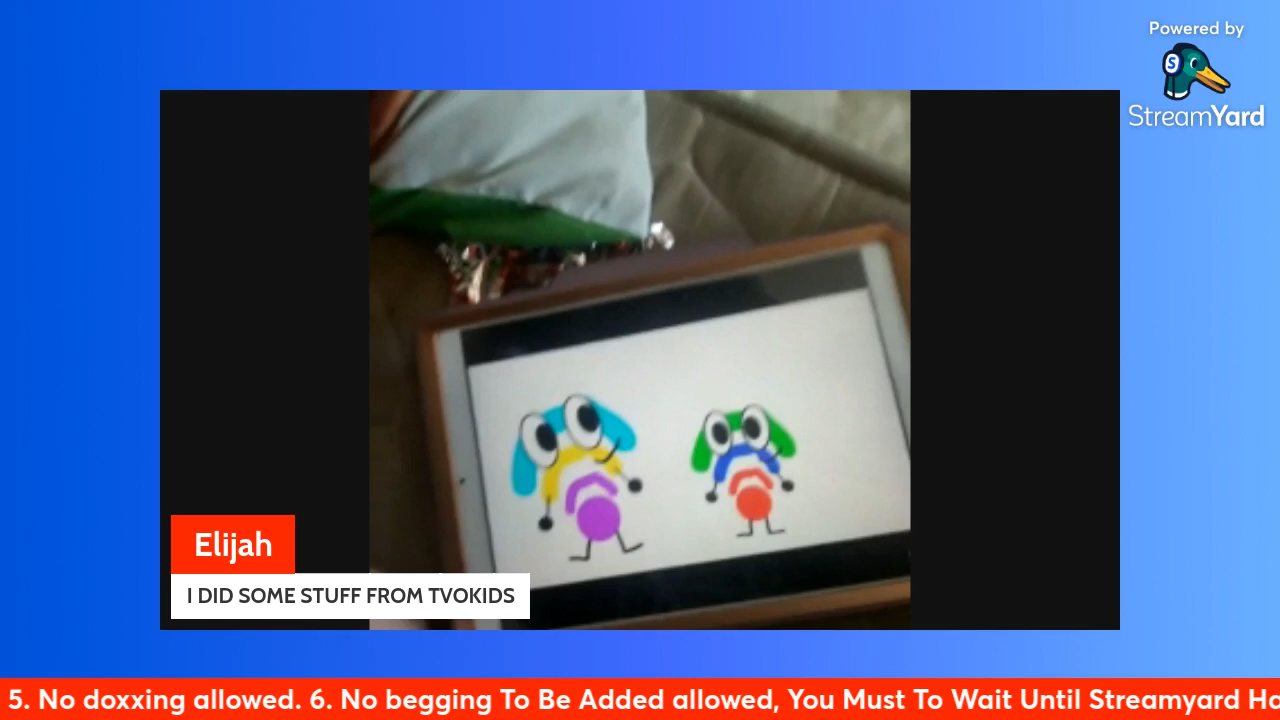 Powered by
S
StreamYard
Elijah
I DID SOME STUFF FROM TVOKIDS
5. No doxxing allowed. 6. No begging To Be Added allowed, You Must To Wait Until Streamyard